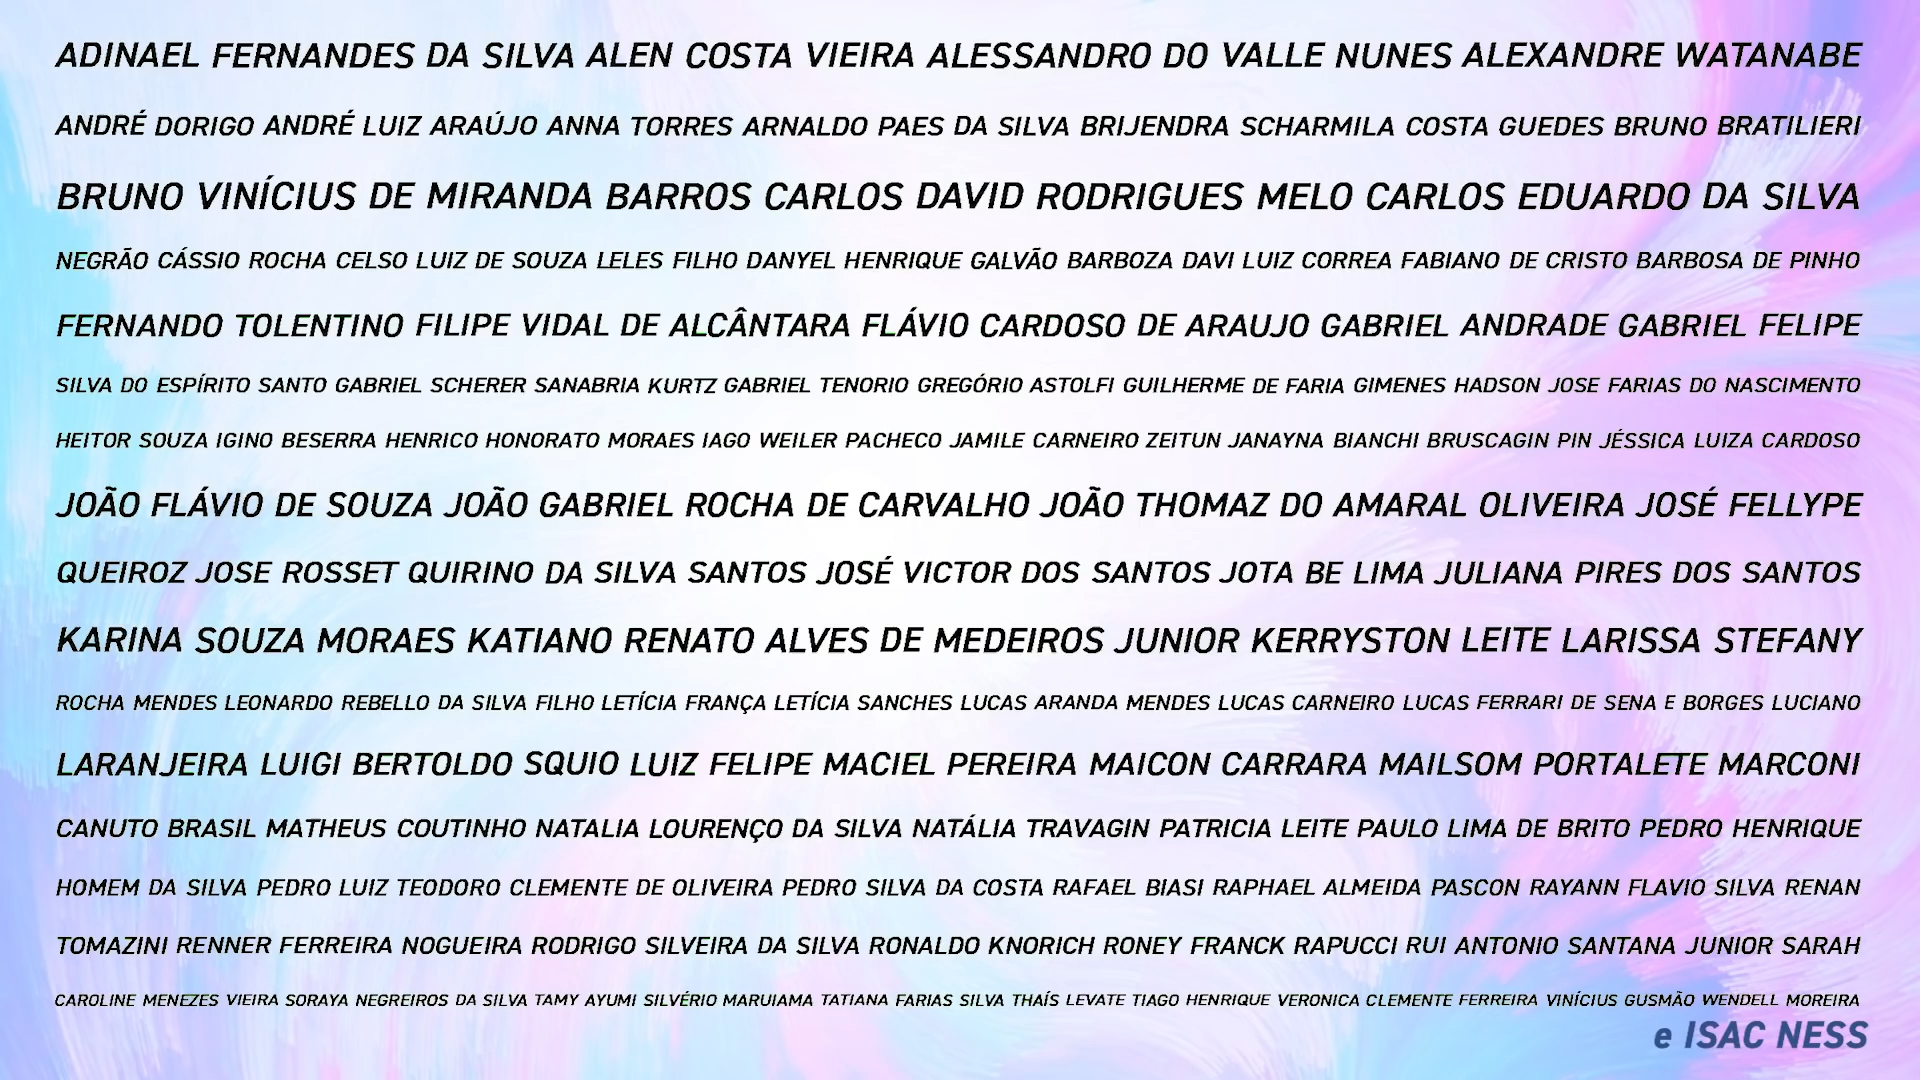 ADINAEL FERNANDES DA SILVA ALEN COSTA VIEIRA ALESSANDRO DO VALLE NUNES ALEXANDRE WATANABE
ANDRÉ DORIGO ANDRÉ LUIZ ARAÚJO ANNA TORRES ARNALDO PAES DA SILVA BRIJENDRA SCHARMILA COSTA GUEDES BRUNO BRATILIERI
BRUNO VINÍCIUS DE MIRANDA BARROS CARLOS DAVID RODRIGUES MELO CARLOS EDUARDO DA SILVA
NEGRÃO CÁSSIO ROCHA CELSO LUIZ DE SOUZA LELES FILHO DANYEL HENRIQUE GALVÃO BARBOZA DAVI LUIZ CORREA FABIANO DE CRISTO BARBOSA DE PINHO
FERNANDO TOLENTINO FILIPE VIDAL DE ALCÂNTARA FLÁVIO CARDOSO DE ARAUJO GABRIEL ANDRADE GABRIEL FELIPE
SILVA DO ESPÍRITO SANTO GABRIEL SCHERER SANABRIA KURTZ GABRIEL TENORIO GREGÓRIO ASTOLFI GUILHERME DE FARIA GIMENES HADSON JOSE FARIAS DO NASCIMENTO
HEITOR SOUZA IGINO BESERRA HENRICO HONORATO MORAES IAGO WEILER PACHECO JAMILE CARNEIRO ZEITUN JANAYNA BIANCHI BRUSCAGIN PIN JÉSSICA LUIZA CARDOSO
JOÃO FLÁVIO DE SOUZA JOÃO GABRIEL ROCHA DE CARVALHO JOÃO THOMAZ DO AMARAL OLIVEIRA JOSÉ FELLYPE
QUEIROZ JOSE ROSSET QUIRINO DA SILVA SANTOS JOSÉ VICTOR DOS SANTOS JOTA BE LIMA JULIANA PIRES DOS SANTOS
KARINA SOUZA MORAES KATIANO RENATO ALVES DE MEDEIROS JUNIOR KERRYSTON LEITE LARISSA STEFANY
ROCHA MENDES LEONARDO REBELLO DA SILVA FILHO LETÍCIA FRANÇA LETÍCIA SANCHES LUCAS ARANDA MENDES LUCAS CARNEIRO LUCAS FERRARI DE SENA E BORGES LUCIANO
LARANJEIRA LUIGI BERTOLDO SQUIO LUIZ FELIPE MACIEL PEREIRA MAICON CARRARA MAILSOM PORTALETE MARCONI
CANUTO BRASIL MATHEUS COUTINHO NATALIA LOURENÇO DA SILVA NATÁLIA TRAVAGIN PATRICIA LEITE PAULO LIMA DE BRITO PEDRO HENRIQUE
HOMEM DA SILVA PEDRO LUIZ TEODORO CLEMENTE DE OLIVEIRA PEDRO SILVA DA COSTA RAFAEL BIASI RAPHAEL ALMEIDA PASCON RAYANN FLAVIO SILVA RENAN
TOMAZINI RENNER FERREIRA NOGUEIRA RODRIGO SILVEIRA DA SILVA RONALDO KNORICH RONEY FRANCK RAPUCCI RUI ANTONIO SANTANA JUNIOR SARAH
CAROLINE MENEZES VIEIRA SORAYA NEGREIROS DA SILVA TAMY AYUMI SILVÉRIO MARUIAMA TATIANA FARIAS SILVA THAÍS LEVATE TIAGO HENRIQUE VERONICA CLEMENTE FERREIRA VINÍCIUS GUSMÃO WENDELL MOREIRA
e ISAC NESS